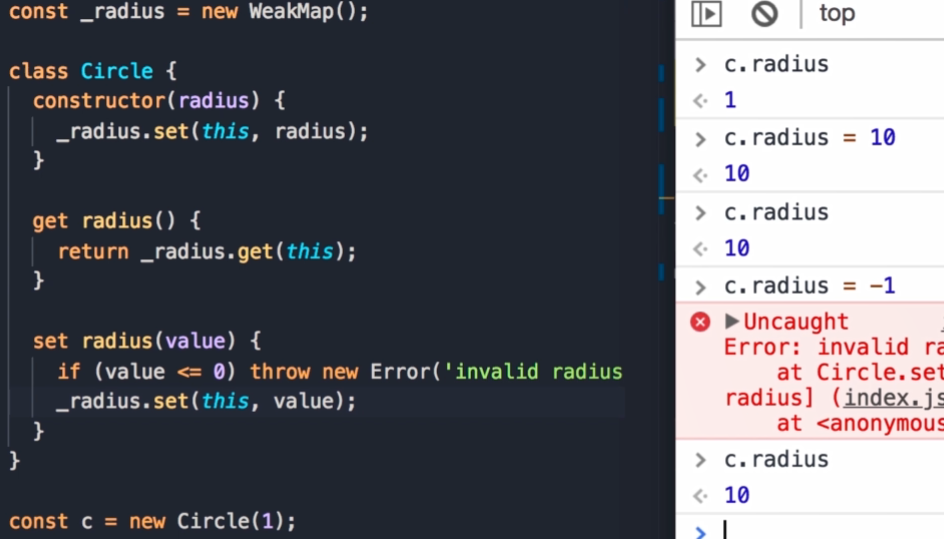 const _radius = new WeakMap();
class Circle {
constructor(radius) {
_radius.set(this, radius);
}
get radius() {
return _radius.get(this);
}
set radius(value) {
if (value <= 0) throw new Error('invalid radius
_radius.set(this, value);
}
}
const c = new Circle(1);
top
> c.radius
<· 1
> c.radius = 10
<· 10
> c.radius
<· 10
> c.radius = -1
Uncaught
Error: invalid ra
at Circle.set
radius] (index.js
at <anonymous
> c.radius
<· 10
>